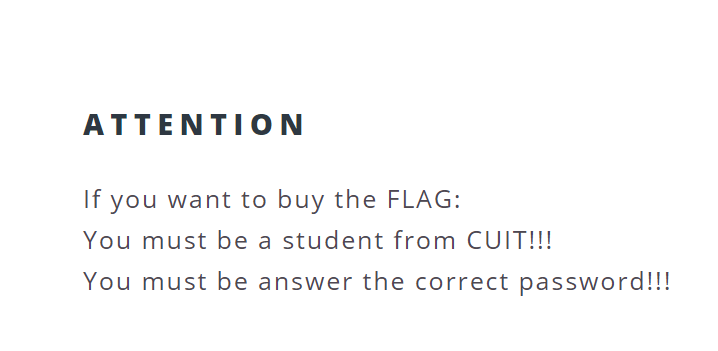 ATTENTION
If you want to buy the FLAG:
You must be a student from CUIT!!!
You must be answer the correct password!!!